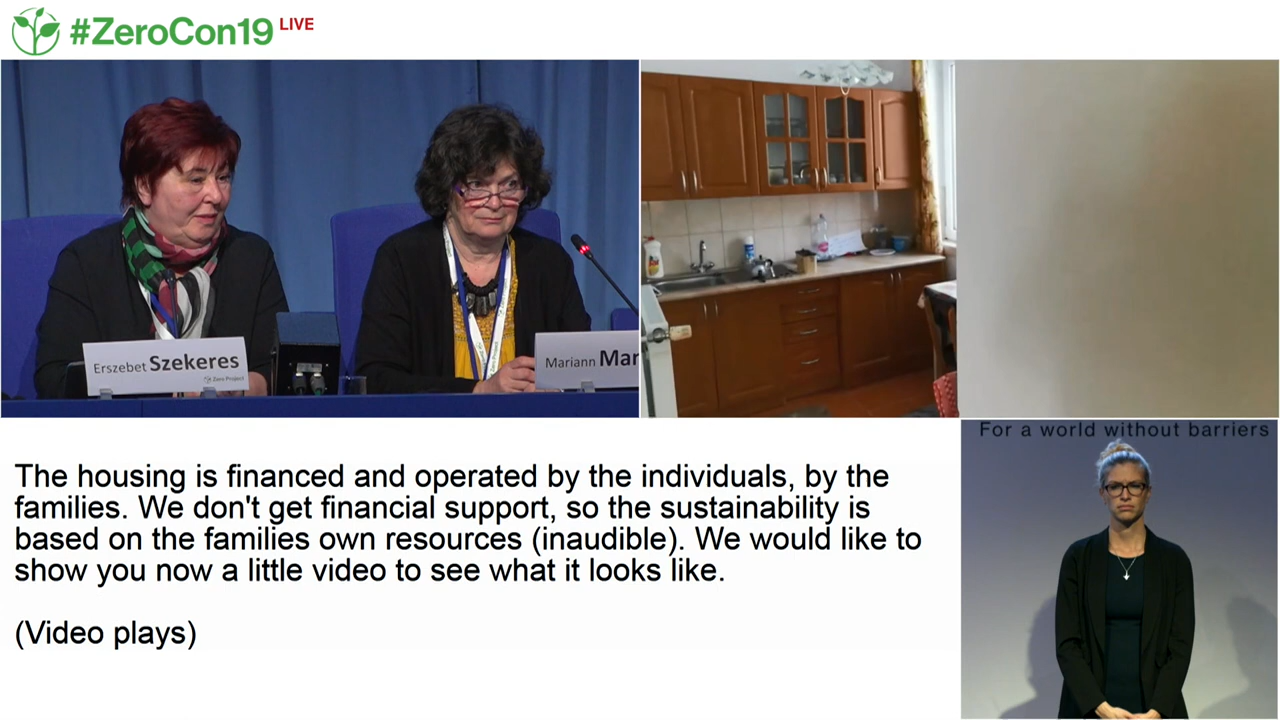 #ZeroCon19 LIVE
Erszebet Szekeres
Zero Project
Mariann Mar
For a world without barriers
The housing is financed and operated by the individuals, by the
families. We don't get financial support, so the sustainability is
based on the families own resources (inaudible). We would like to
show you now a little video to see what it looks like.
(Video plays)